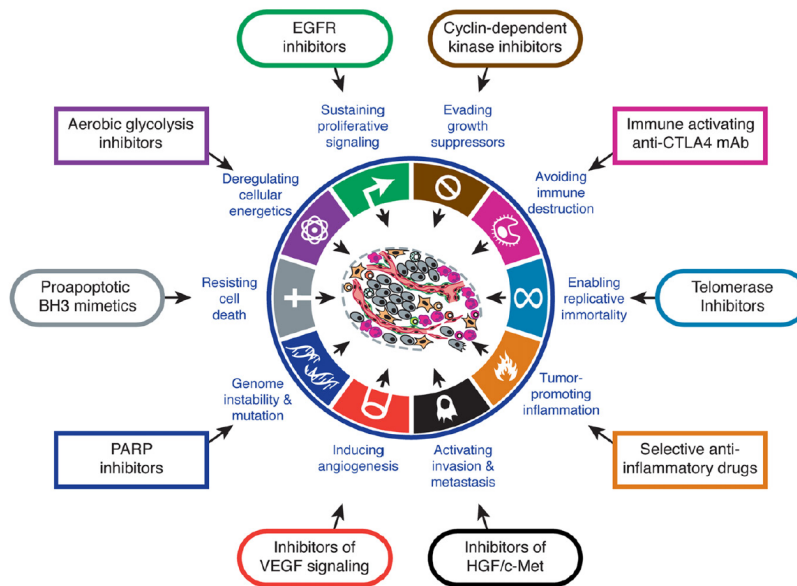 EGFR
inhibitors
Cyclin-dependent
kinase inhibitors
Sustaining
proliferative
signaling
Evading
growth
suppressors
Aerobic glycolysis
inhibitors
Immune activating
anti-CTLA4 mAb
Deregulating
cellular
energetics
Avoiding
immune
destruction
Proapoptotic
BH3 mimetics
Resisting
cell
death
Enabling
replicative
immortality
Telomerase
Inhibitors
Genome
instability &
mutation
Tumor-
promoting
inflammation
PARP
inhibitors
Inducing
angiogenesis
Activating
invasion &
metastasis
Selective anti-
inflammatory drugs
Inhibitors of
VEGF signaling
Inhibitors of
HGF/c-Met